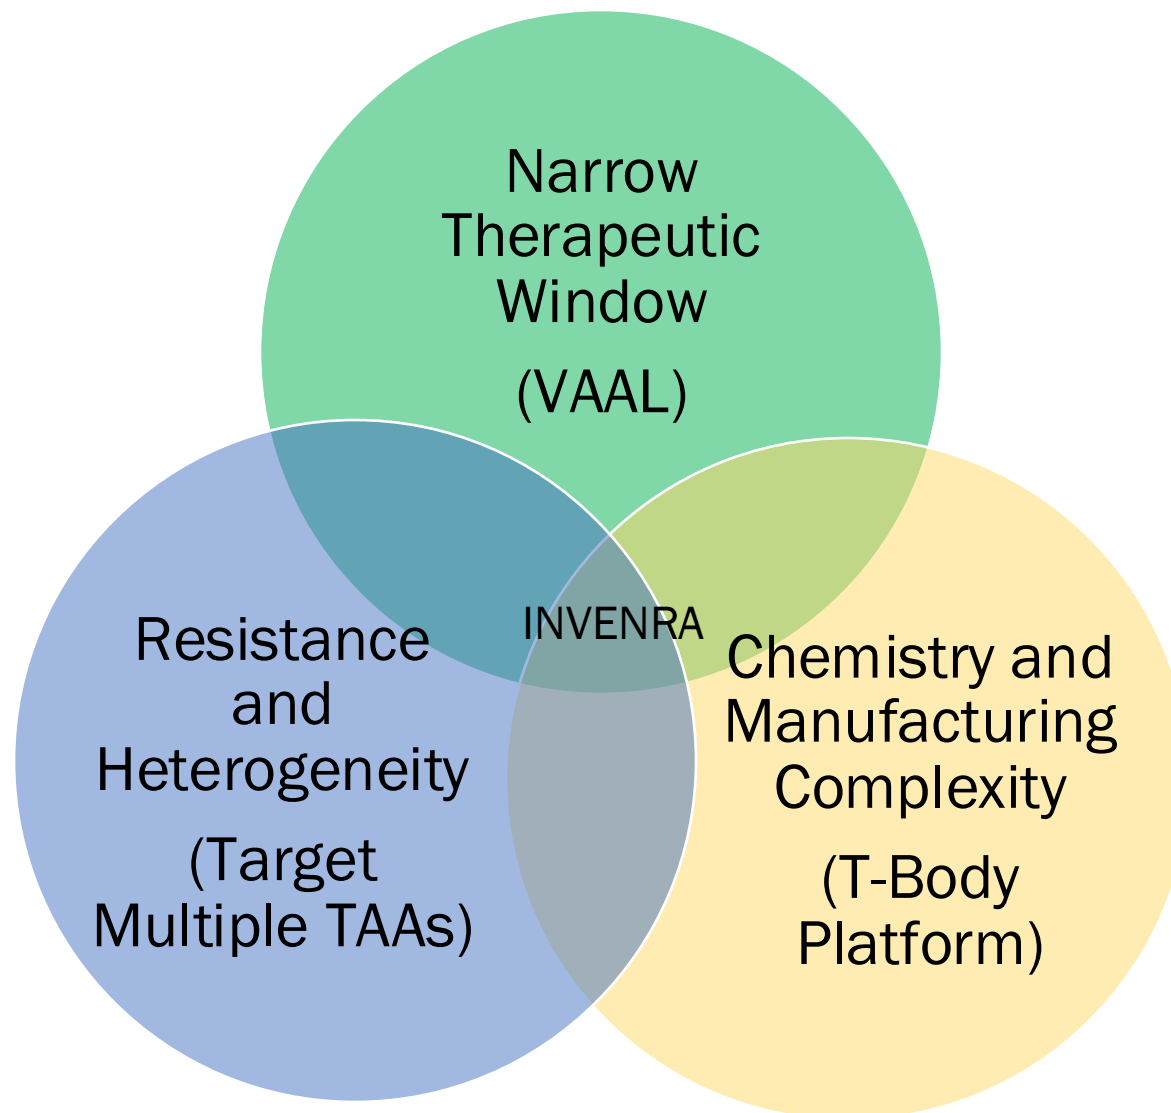 Narrow
Therapeutic
Window
(VAAL)
INVENRA
Resistance
and
Heterogeneity
(Target
Multiple TAAs)
Chemistry and
Manufacturing
Complexity
(T-Body
Platform)